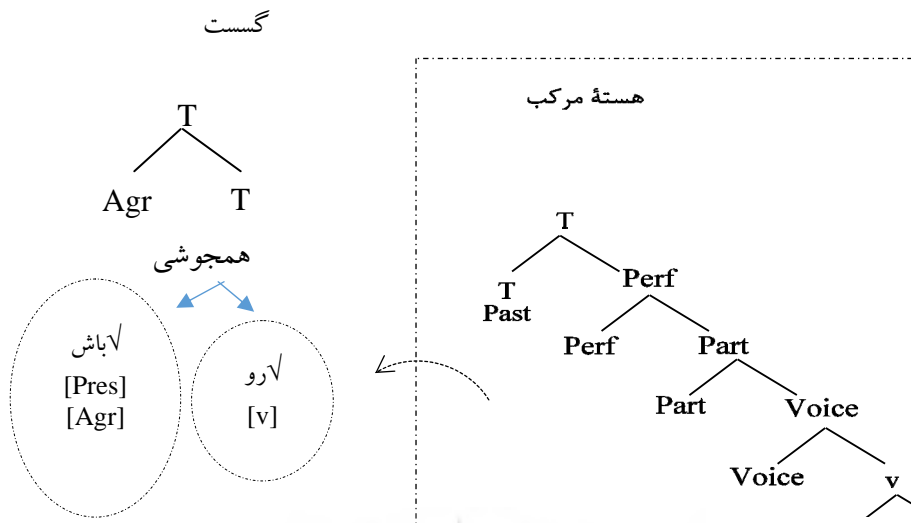 گسست
هستهٔ مرکب
T
Agr T
همجوشی
√باش
[Pres]
[Agr]
√رو
[v]
T
T Perf
Past
Perf Part
Part Voice
Voice v